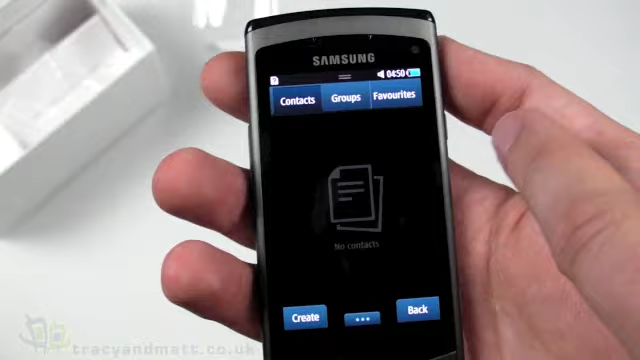 SAMSUNG
04:50
Contacts Groups Favourites
No contacts
Create ... Back
tracyandmatt.co.uk